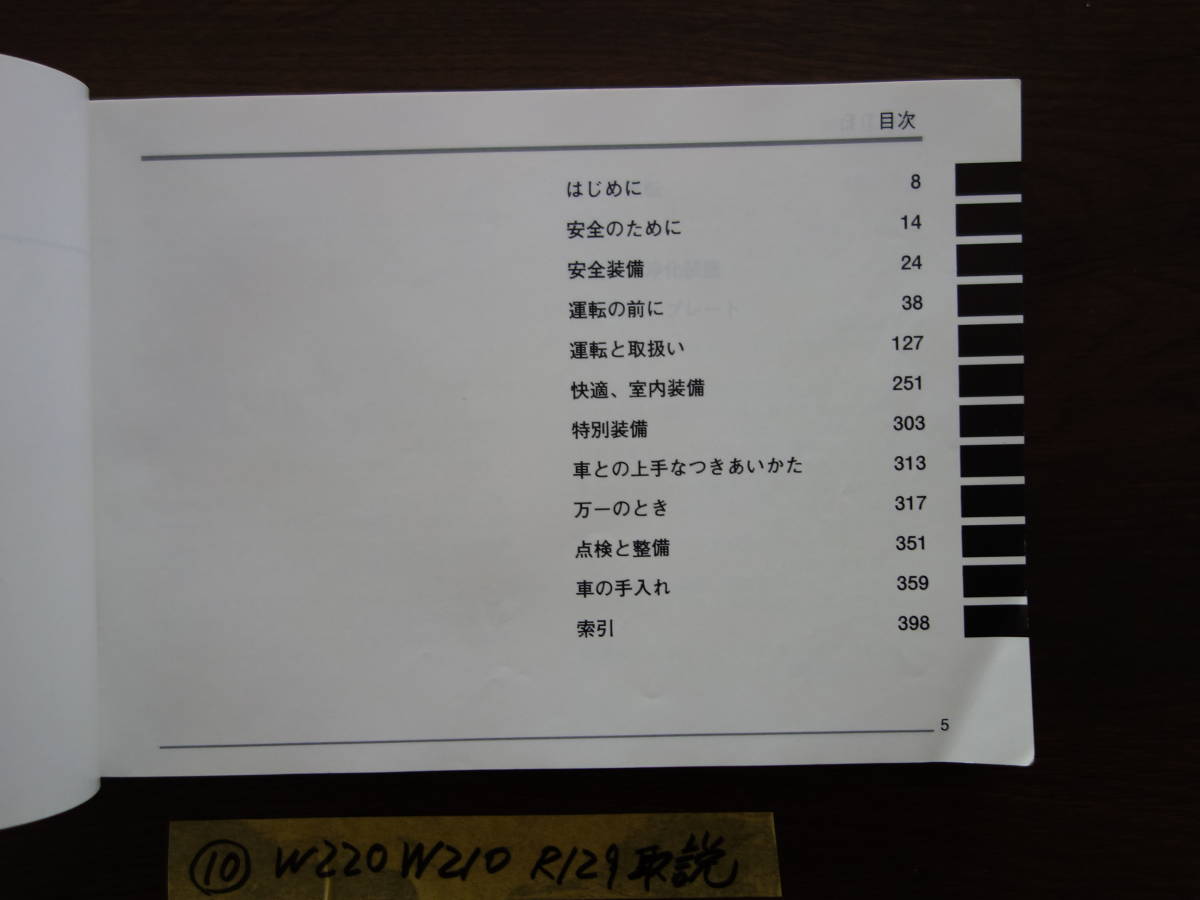 目次
はじめに 8
安全のために 14
安全装備 24
運転の前に 38
運転と取扱い 127
快適、室内装備 251
特別装備 303
車との上手なつきあいかた 313
万一のとき 317
点検と整備 351
車の手入れ 359
索引 398
5
⑩ W220 W210 R129 取説